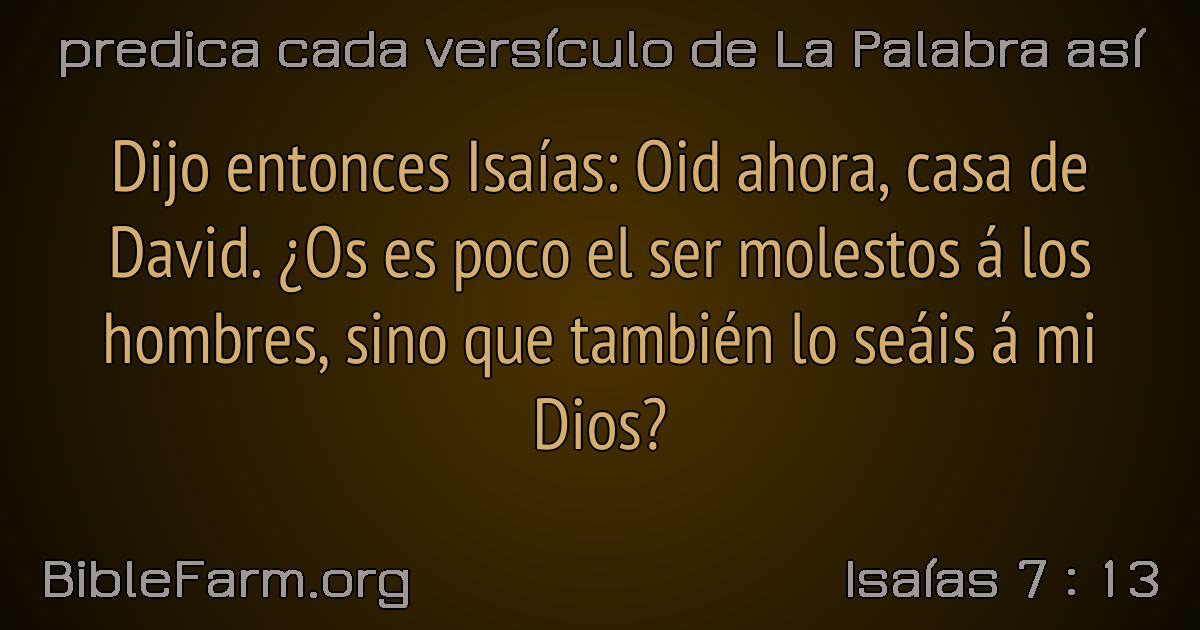 predica cada versículo de La Palabra así
Dijo entonces Isaías: Oid ahora, casa de
David. ¿Os es poco el ser molestos á los
hombres, sino que también lo seáis á mi
Dios?
BibleFarm.org
Isaías 7 : 13